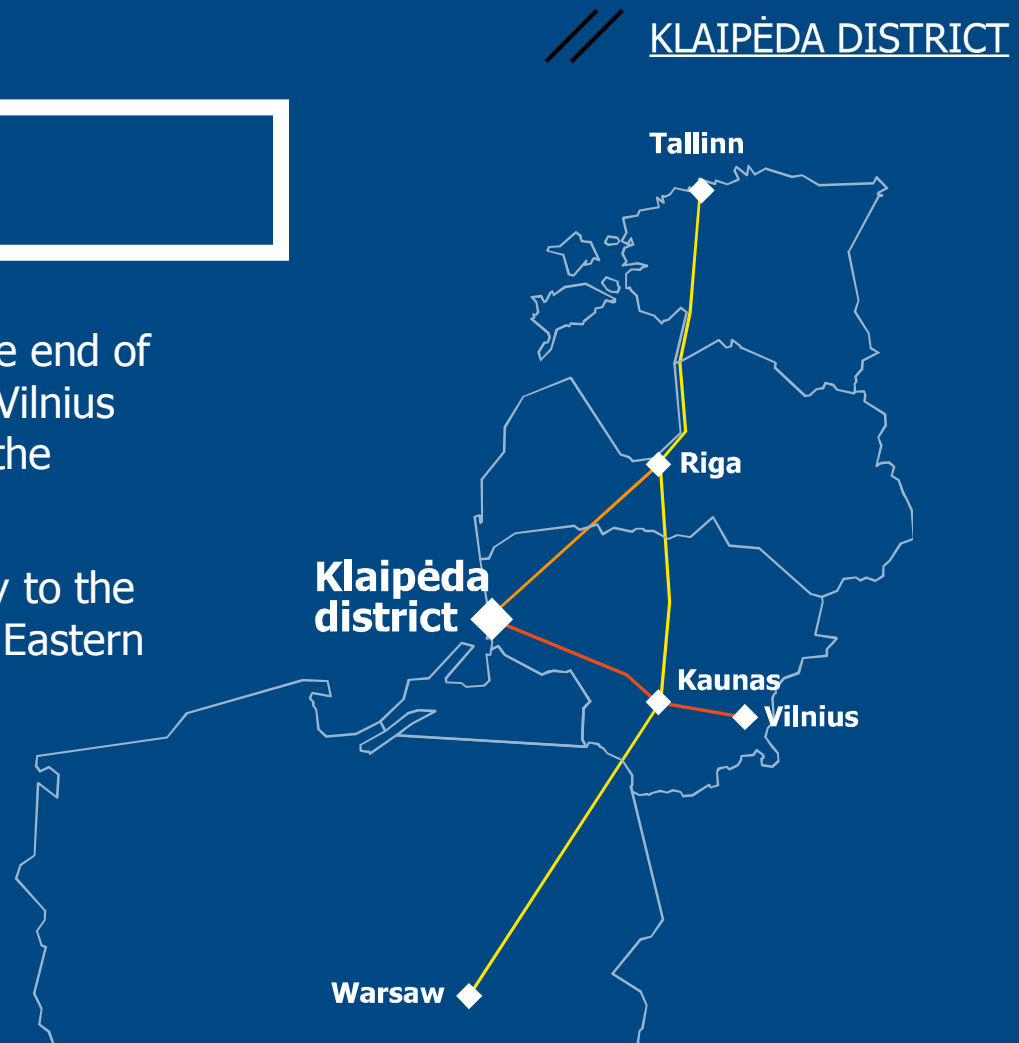 KLAIPĖDA DISTRICT
e end of
Vilnius
the
to the
Eastern
Tallinn
Riga
Klaipėda
district
Kaunas
Vilnius
Warsaw